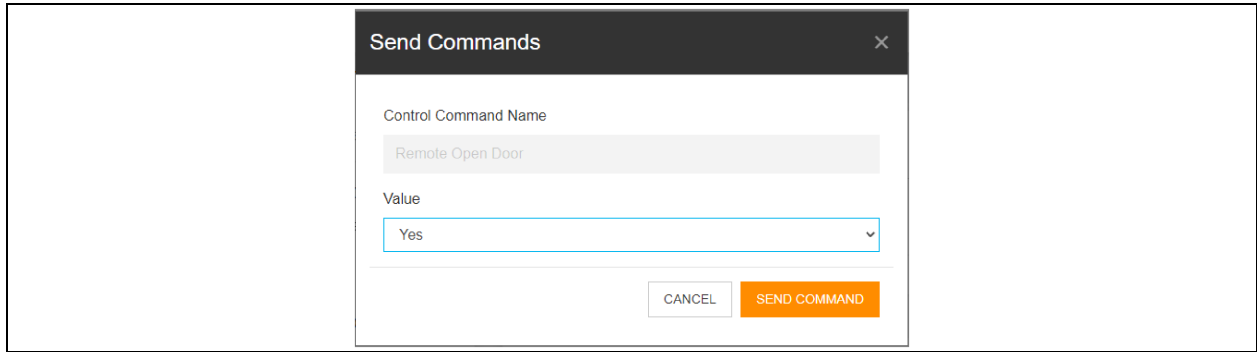 Send Commands
Control Command Name
Remote Open Door
Value
Yes
CANCEL
SEND COMMAND